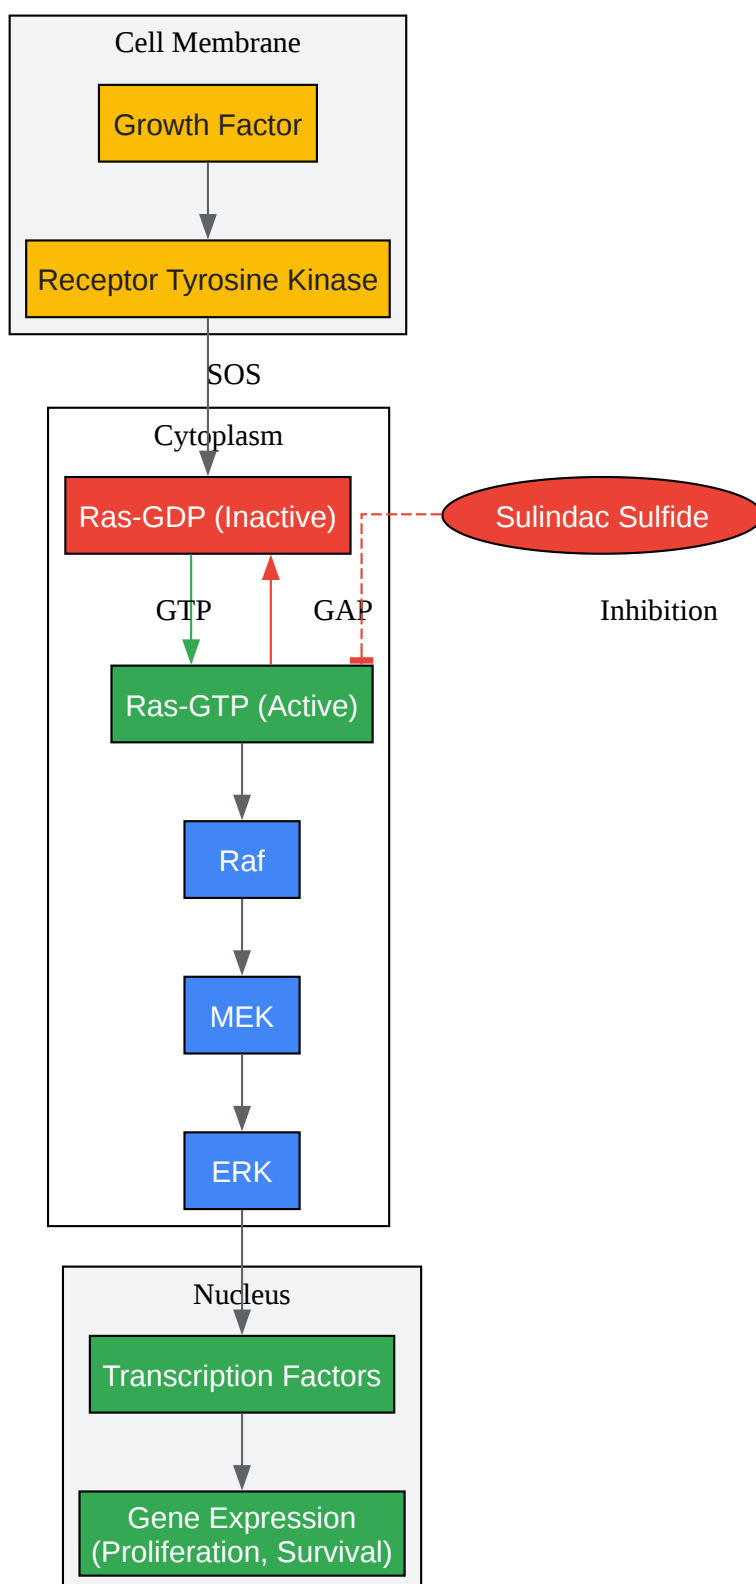 Cell Membrane
Growth Factor
Receptor Tyrosine Kinase
SOS
Cytoplasm
Ras-GDP (Inactive)
Sulindac Sulfide
GTP
GAP
Inhibition
Ras-GTP (Active)
Raf
MEK
ERK
Nucleus
Transcription Factors
Gene Expression
(Proliferation, Survival)